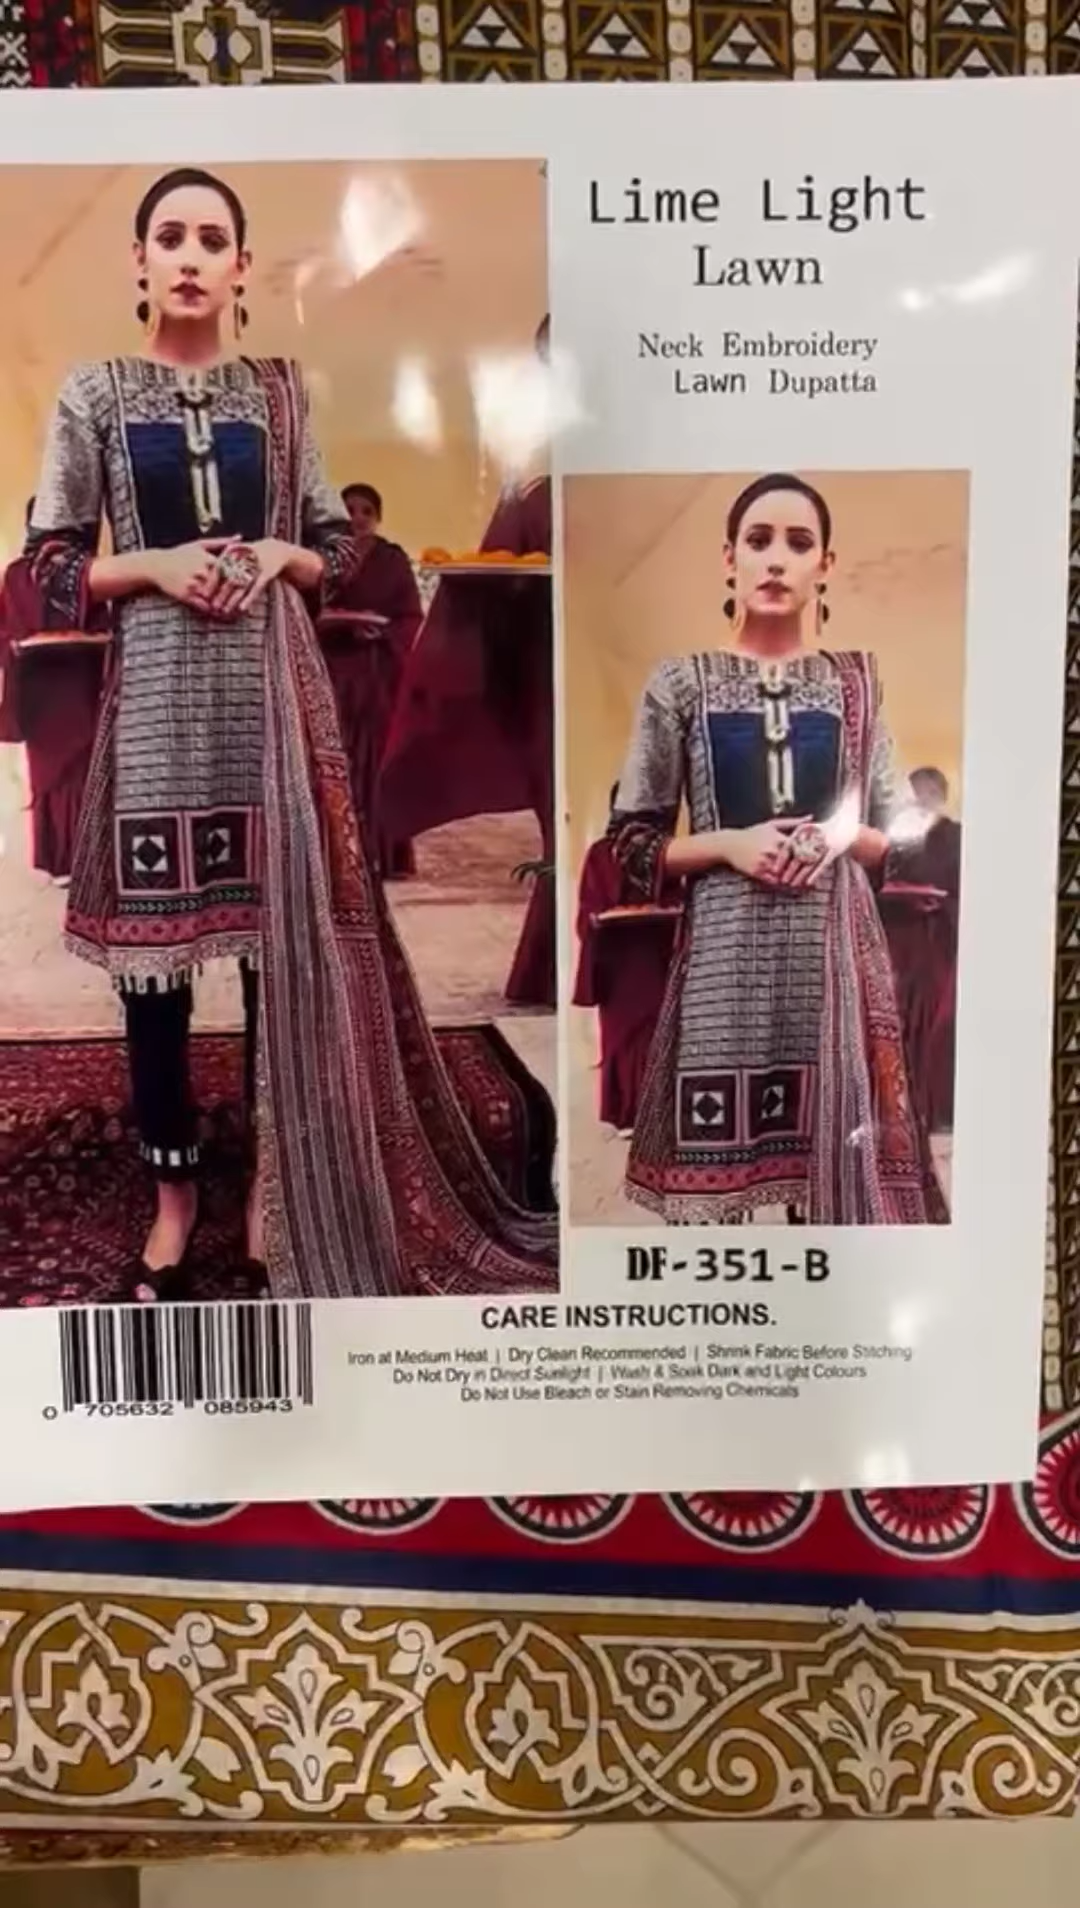 Lime Light
Lawn
Neck Embroidery
Lawn Dupatta
DF-351-B
CARE INSTRUCTIONS.
Iron at Medium Heat | Dry Clean Recommended | Shrink Fabric Before Stitching
Do Not Dry in Direct Sunlight | Wash & Soak Dark and Light Colours
Do Not Use Bleach or Stain Removing Chemicals
0 705632 085943